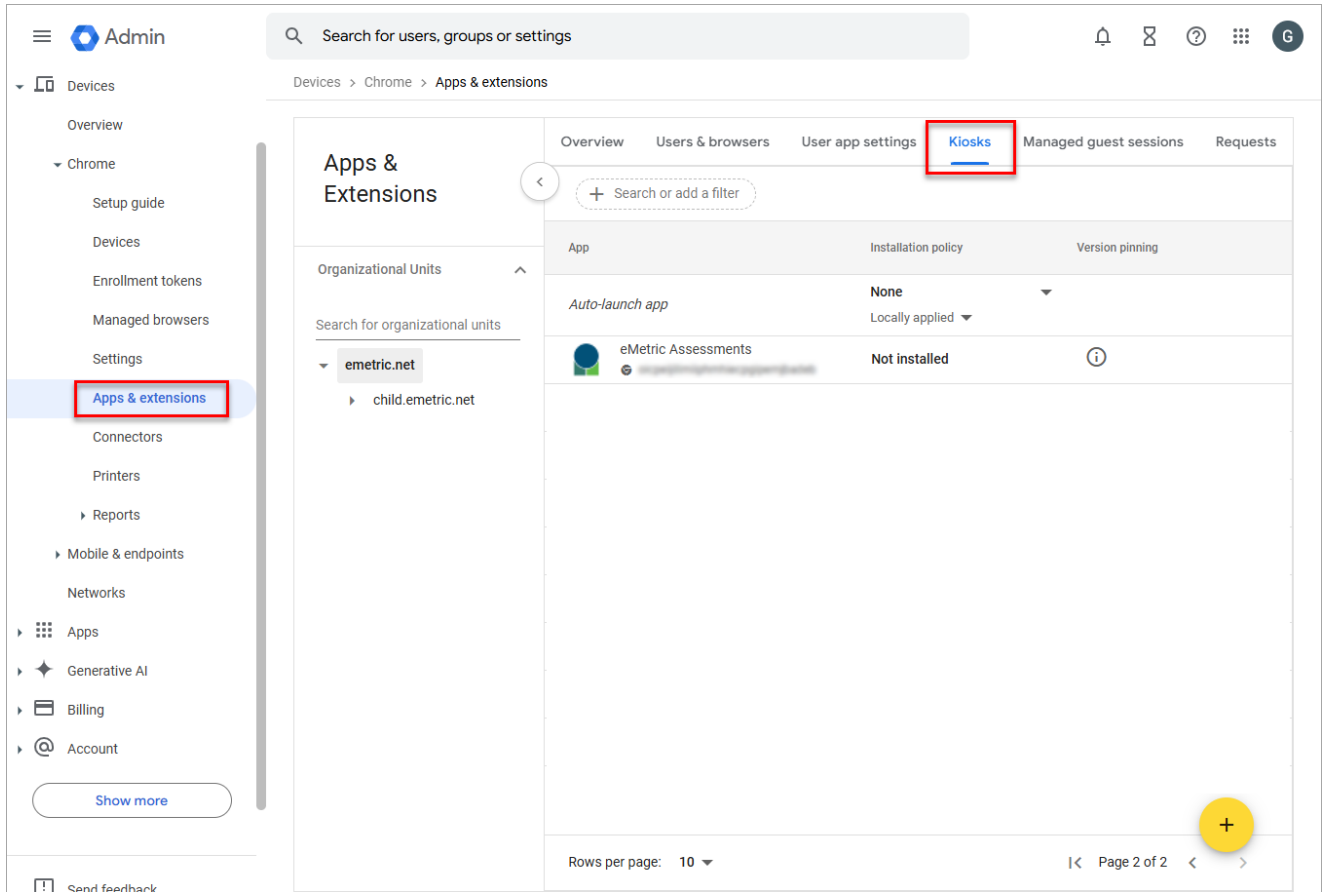 Admin
Search for users, groups or settings
G
Devices
Overview
Chrome
Setup guide
Devices
Enrollment tokens
Managed browsers
Settings
Apps & extensions
Connectors
Printers
Reports
Mobile & endpoints
Networks
Apps
Generative AI
Billing
Account
Show more
Send feedback
Devices > Chrome > Apps & extensions
Apps &
Extensions
Organizational Units
Search for organizational units
emetric.net
child.emetric.net
Overview Users & browsers User app settings Kiosks Managed guest sessions Requests
+ Search or add a filter
App Installation policy Version pinning
Auto-launch app
None
Locally applied
eMetric Assessments
Not installed
Rows per page: 10
Page 2 of 2